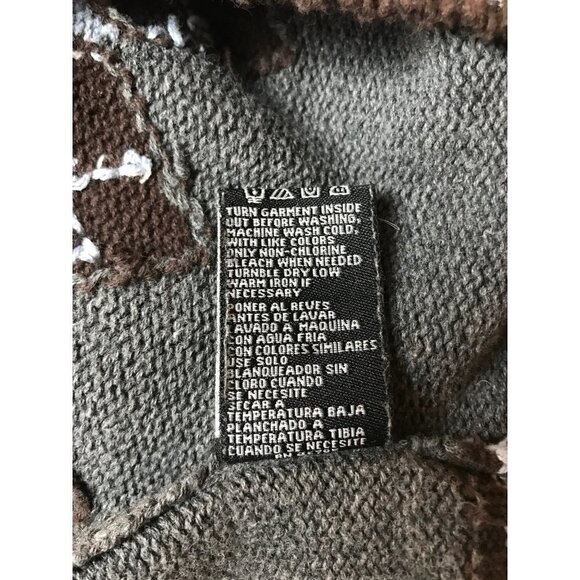 TURN GARMENT INSIDE
OUT BEFORE WASHING,
MACHINE WASH COLD,
WITH LIKE COLORS
ONLY NON-CHLORINE
BLEACH WHEN NEEDED
TURNBLE DRY LOW
WARM IRON IF
NECESSARY
PONER AL REVES
ANTES DE LAVAR
LAVADO A MAQUINA
CON AGUA FRIA
CON COLORES SIMILARES
USE SOLO
BLANQUEADOR SIN
CLORO CUANDO
SE NECESITE
SECAR A
TEMPERATURA BAJA
PLANCHADO A
TEMPERATURA TIBIA
CUANDO SE NECESITE